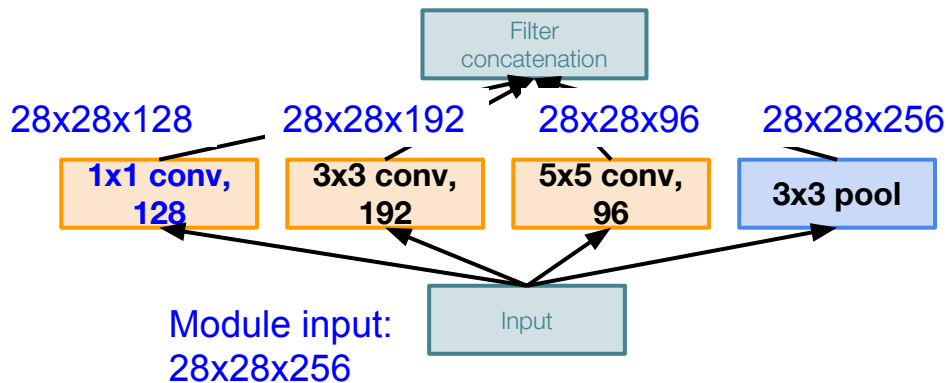 Filter
concatenation
28x28x128
28x28x192
28x28x96
28x28x256
1x1 conv,
128
3x3 conv,
192
5x5 conv,
96
3x3 pool
Input
Module input:
28x28x256